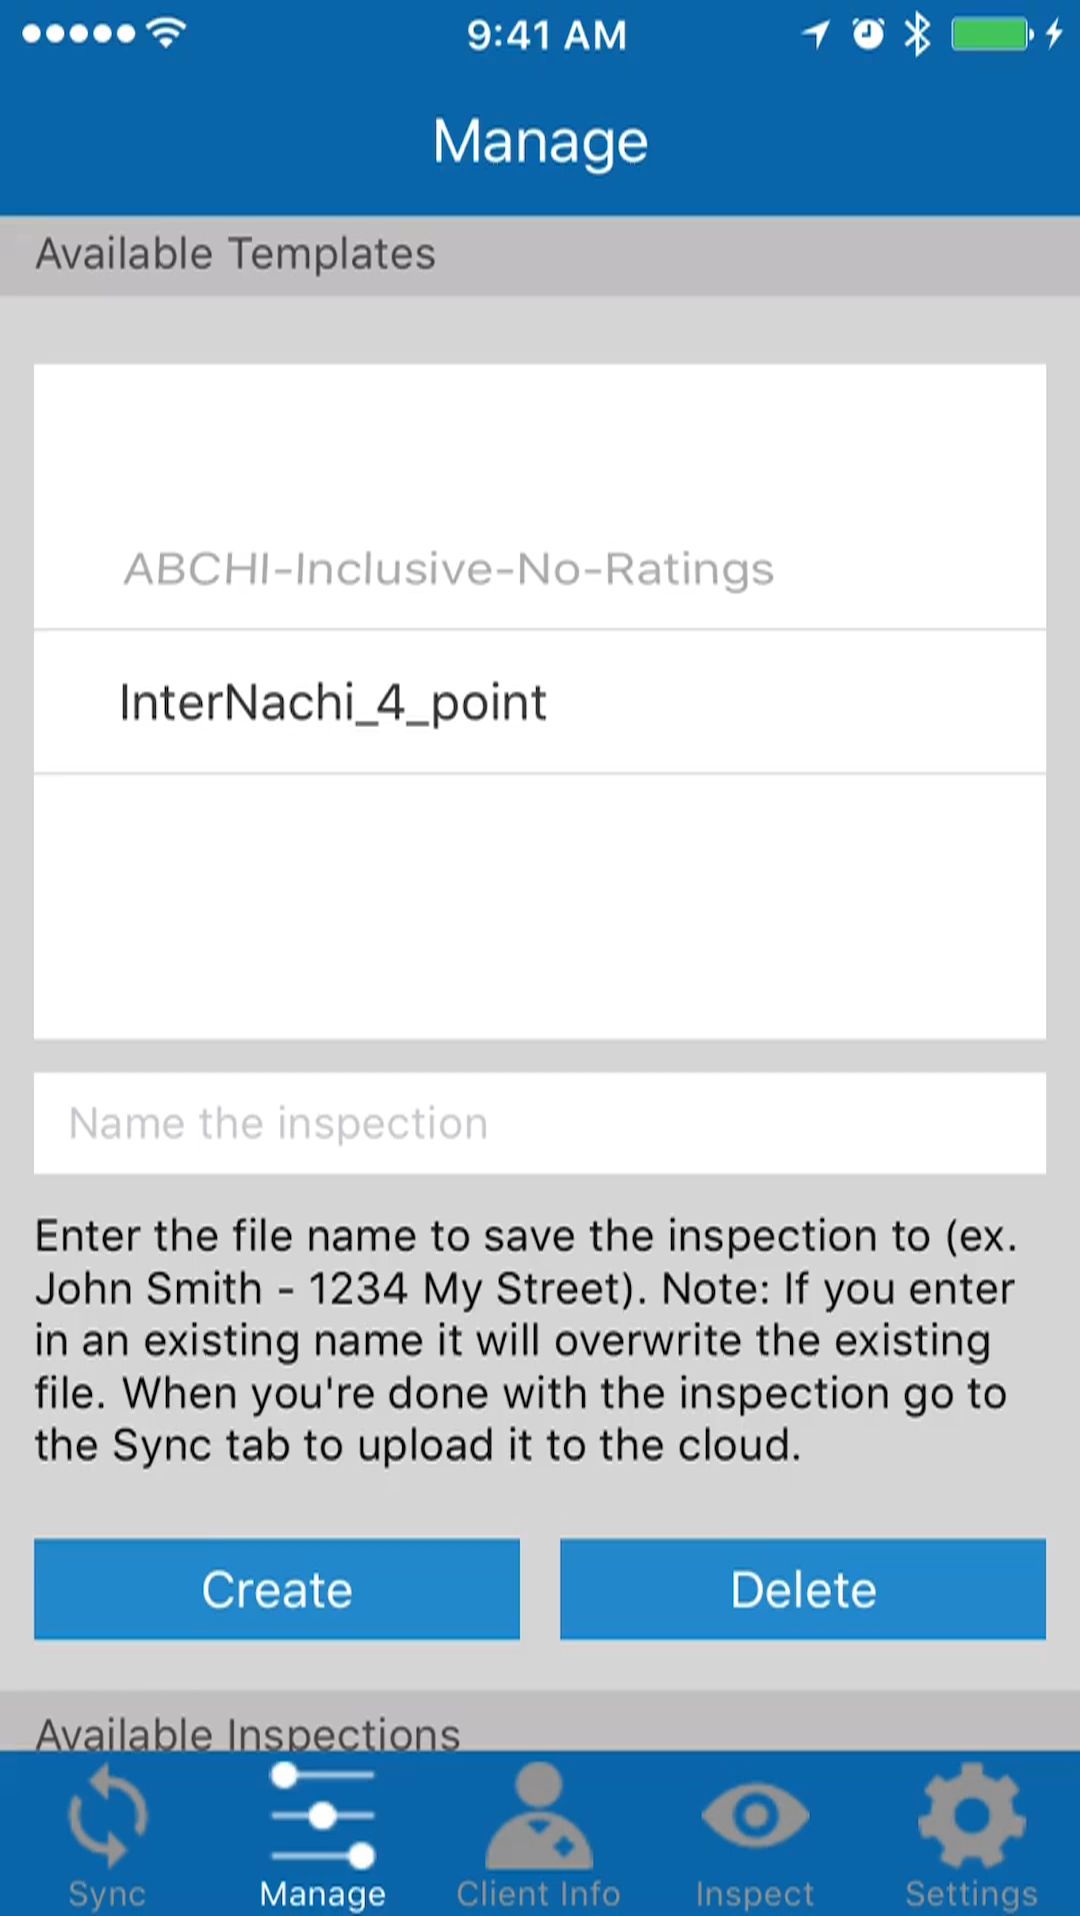 9:41 AM
Manage
Available Templates
ABCHI-Inclusive-No-Ratings
InterNachi_4_point
Name the inspection
Enter the file name to save the inspection to (ex.
John Smith - 1234 My Street). Note: If you enter
in an existing name it will overwrite the existing
file. When you're done with the inspection go to
the Sync tab to upload it to the cloud.
Create Delete
Available Inspections
Sync Manage Client Info Inspect Settings